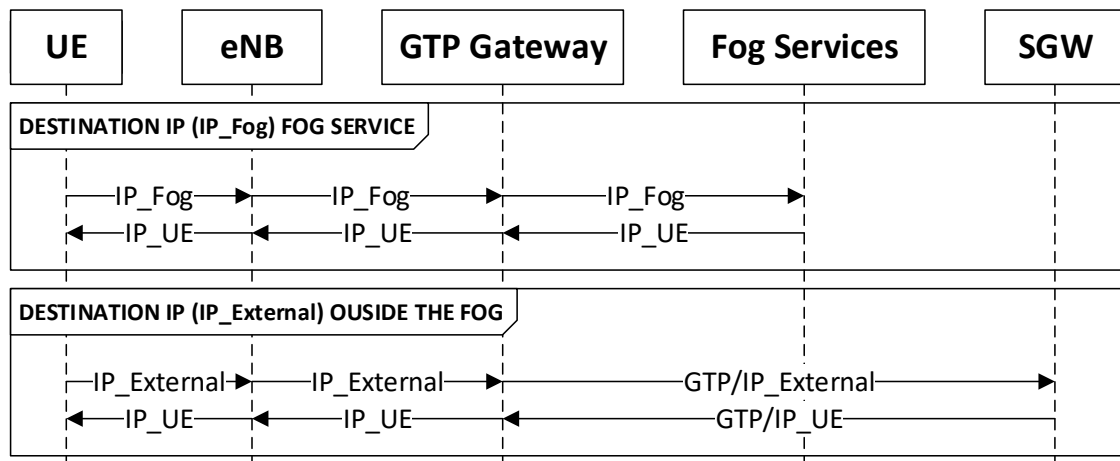 UE eNB GTP Gateway Fog Services SGW
DESTINATION IP (IP_Fog) FOG SERVICE
IP_Fog IP_Fog IP_Fog
IP_UE IP_UE IP_UE
DESTINATION IP (IP_External) OUSIDE THE FOG
IP_External IP_External GTP/IP_External
IP_UE IP_UE GTP/IP_UE